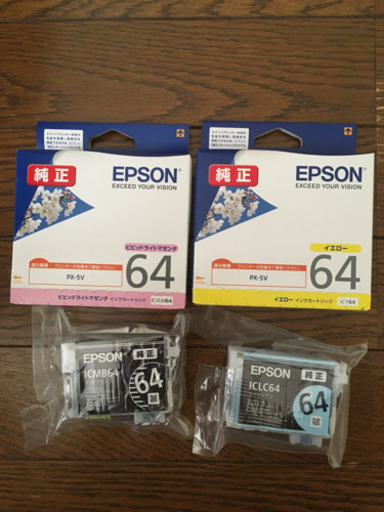 純正
EPSON
EXCEED YOUR VISION
ビビッドライトマゼンタ
64
PX-5V
ビビッドライトマゼンタ インクカートリッジ ICVLM64
純正
EPSON
EXCEED YOUR VISION
イエロー
64
PX-5V
イエロー インクカートリッジ ICY64
EPSON 純正
ICMB64
64
EPSON 純正
ICLC64
64